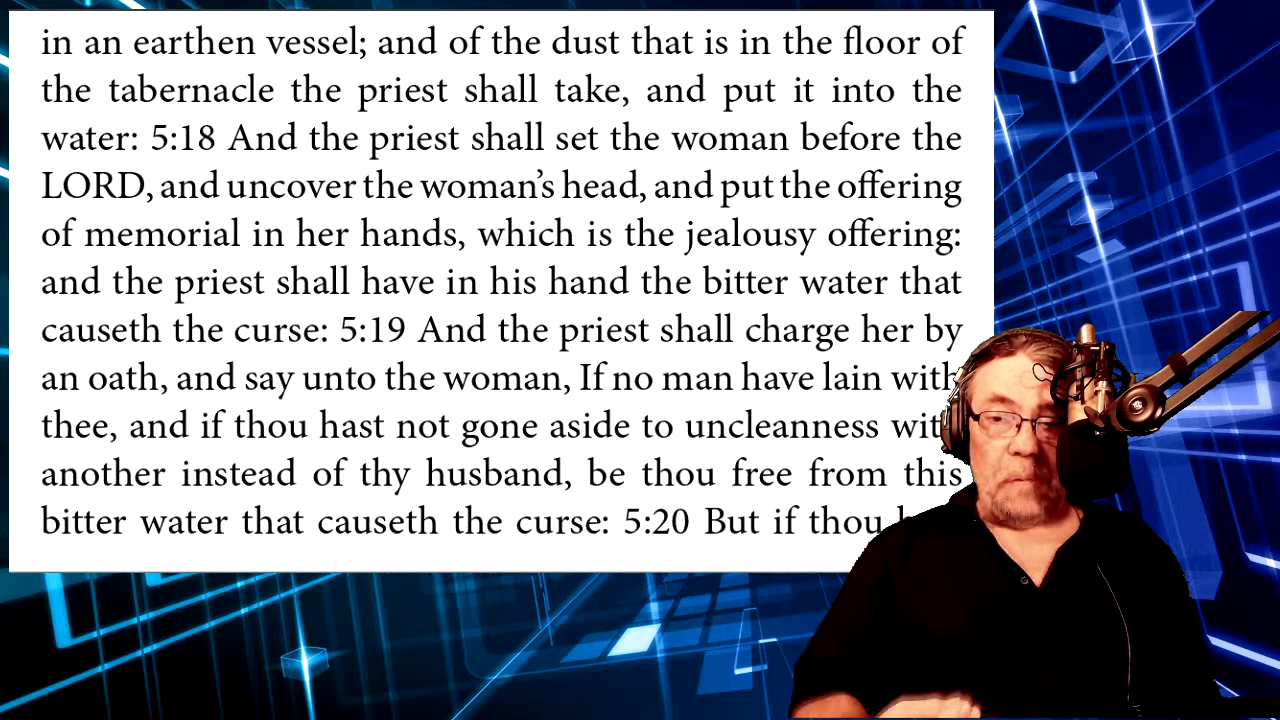 in an earthen vessel; and of the dust that is in the floor of
the tabernacle the priest shall take, and put it into the
water: 5:18 And the priest shall set the woman before the
LORD, and uncover the woman’s head, and put the offering
of memorial in her hands, which is the jealousy offering:
and the priest shall have in his hand the bitter water that
causeth the curse: 5:19 And the priest shall charge her by
an oath, and say unto the woman, If no man have lain with
thee, and if thou hast not gone aside to uncleanness with
another instead of thy husband, be thou free from this
bitter water that causeth the curse: 5:20 But if thou